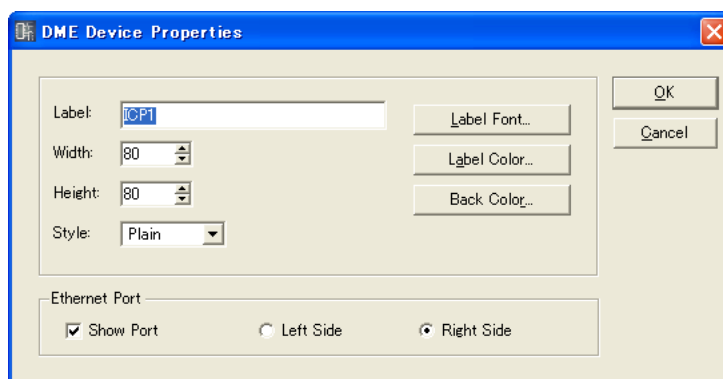 DME Device Properties
Label: ICP1
Label Font...
Width: 80
Label Color...
Height: 80
Back Color...
Style: Plain
OK
Cancel
Ethernet Port
Show Port
Left Side
Right Side